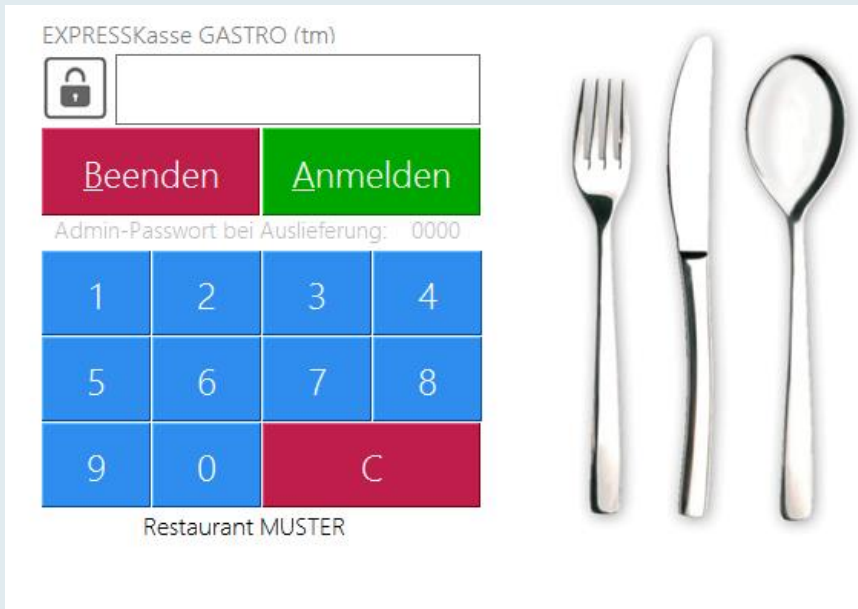 EXPRESSKasse GASTRO (tm)
Beenden Anmelden
Admin-Passwort bei Auslieferung: 0000
1 2 3 4
5 6 7 8
9 0 C
Restaurant MUSTER